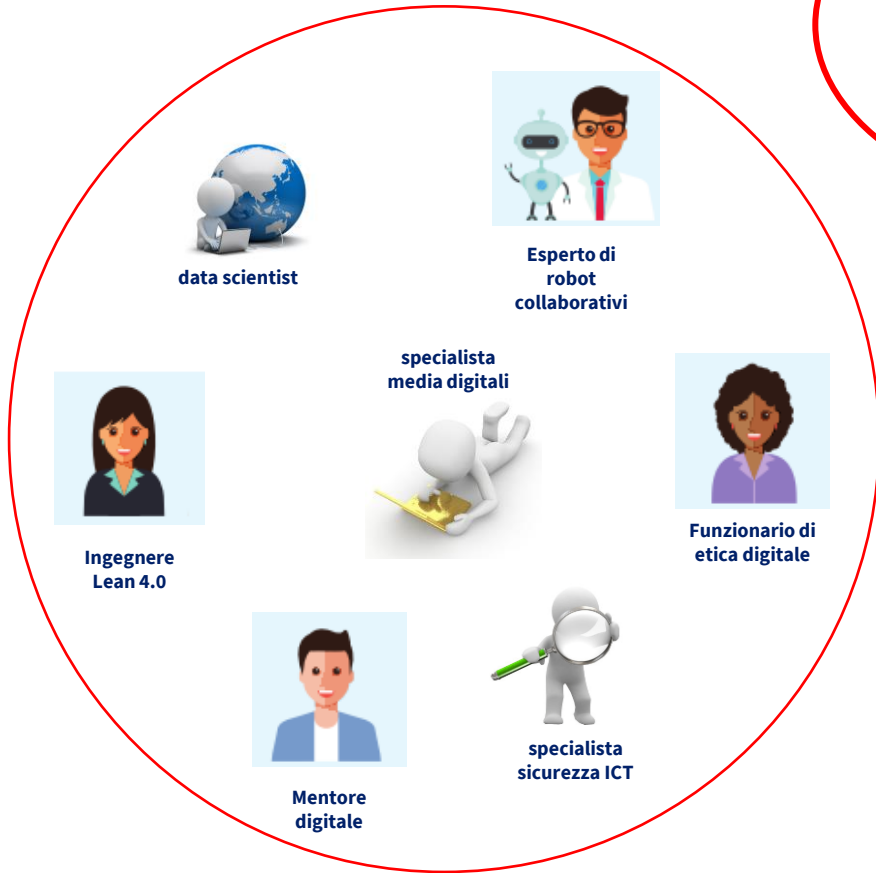 data scientist
Esperto di
robot
collaborativi
specialista
media digitali
Ingegnere
Lean 4.0
Funzionario di
etica digitale
Mentore
digitale
specialista
sicurezza ICT